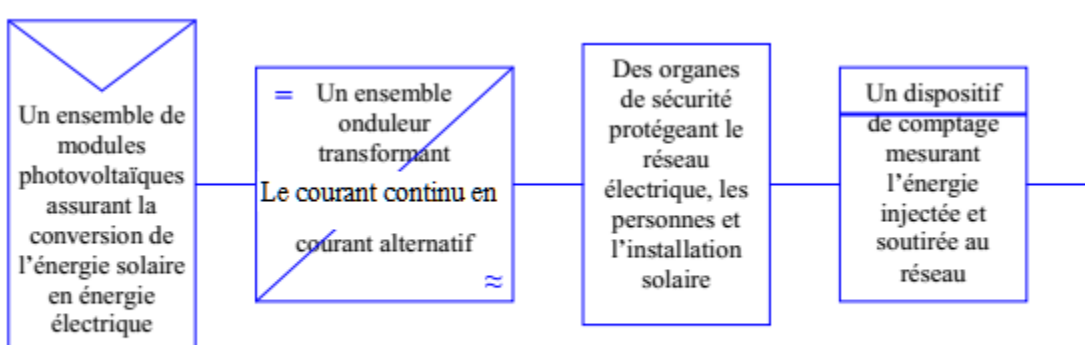 Un ensemble de
modules
photovoltaïques
assurant la
conversion de
l’énergie solaire
en énergie
électrique
= Un ensemble
onduleur
transformant
Le courant continu en
courant alternatif
≈
Des organes
de sécurité
protégeant le
réseau
électrique, les
personnes et
l’installation
solaire
Un dispositif
de comptage
mesurant
l’énergie
injectée et
soutirée au
réseau